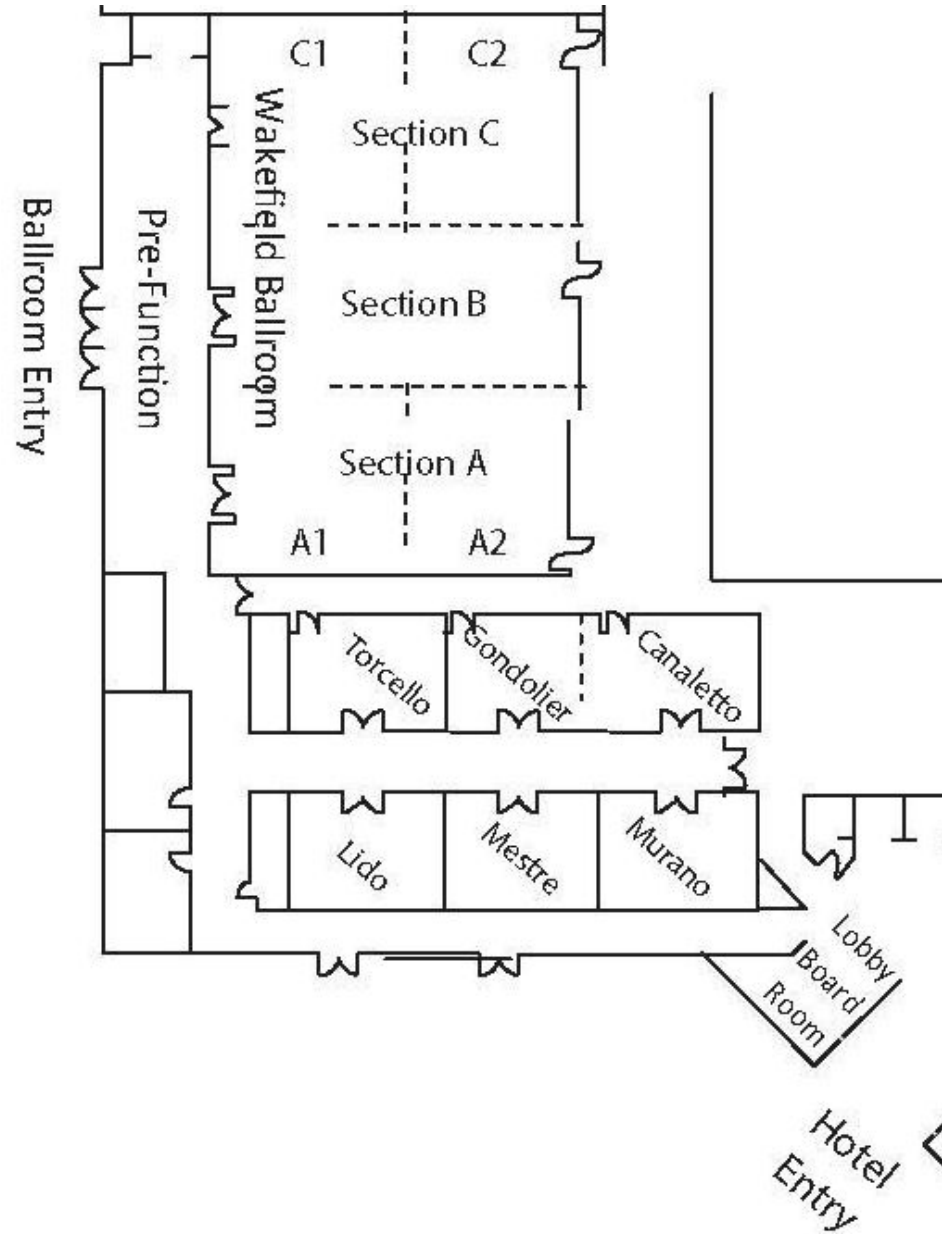 C1
C2
Section C
Wakefield Ballroom
Pre-Function
Ballroom Entry
Section B
Section A
A1
A2
Torcello
Gondolier
Canaletto
Lido
Mestre
Murano
Lobby
Board
Room
Hotel
Entry